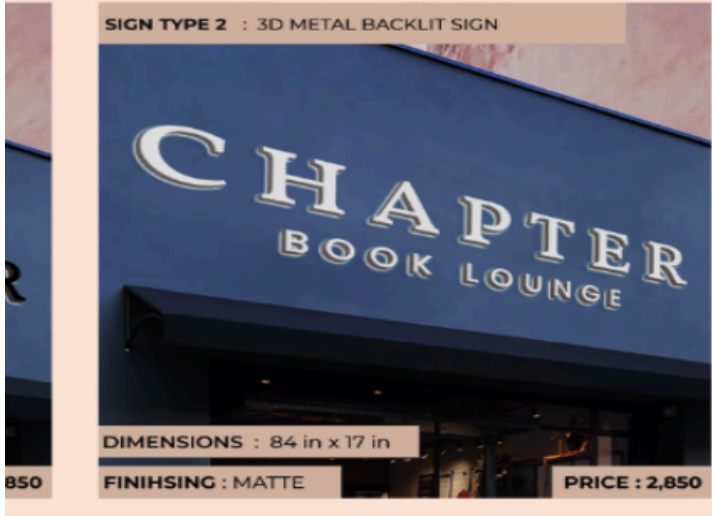 SIGN TYPE 2 : 3D METAL BACKLIT SIGN
CHAPTER
BOOK LOUNGE
DIMENSIONS : 84 in x 17 in
850
FINIHSING : MATTE
PRICE : 2,850